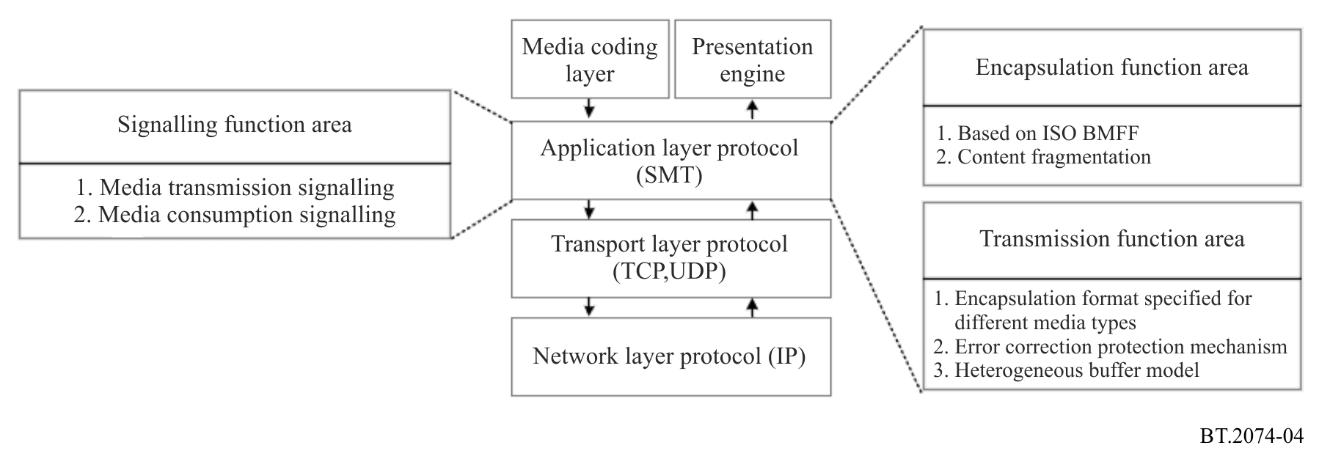 Media coding
layer
Presentation
engine
Encapsulation function area
1. Based on ISO BMFF
2. Content fragmentation
Signalling function area
1. Media transmission signalling
2. Media consumption signalling
Application layer protocol
(SMT)
Transport layer protocol
(TCP,UDP)
Network layer protocol (IP)
Transmission function area
1. Encapsulation format specified for
different media types
2. Error correction protection mechanism
3. Heterogeneous buffer model
BT.2074-04